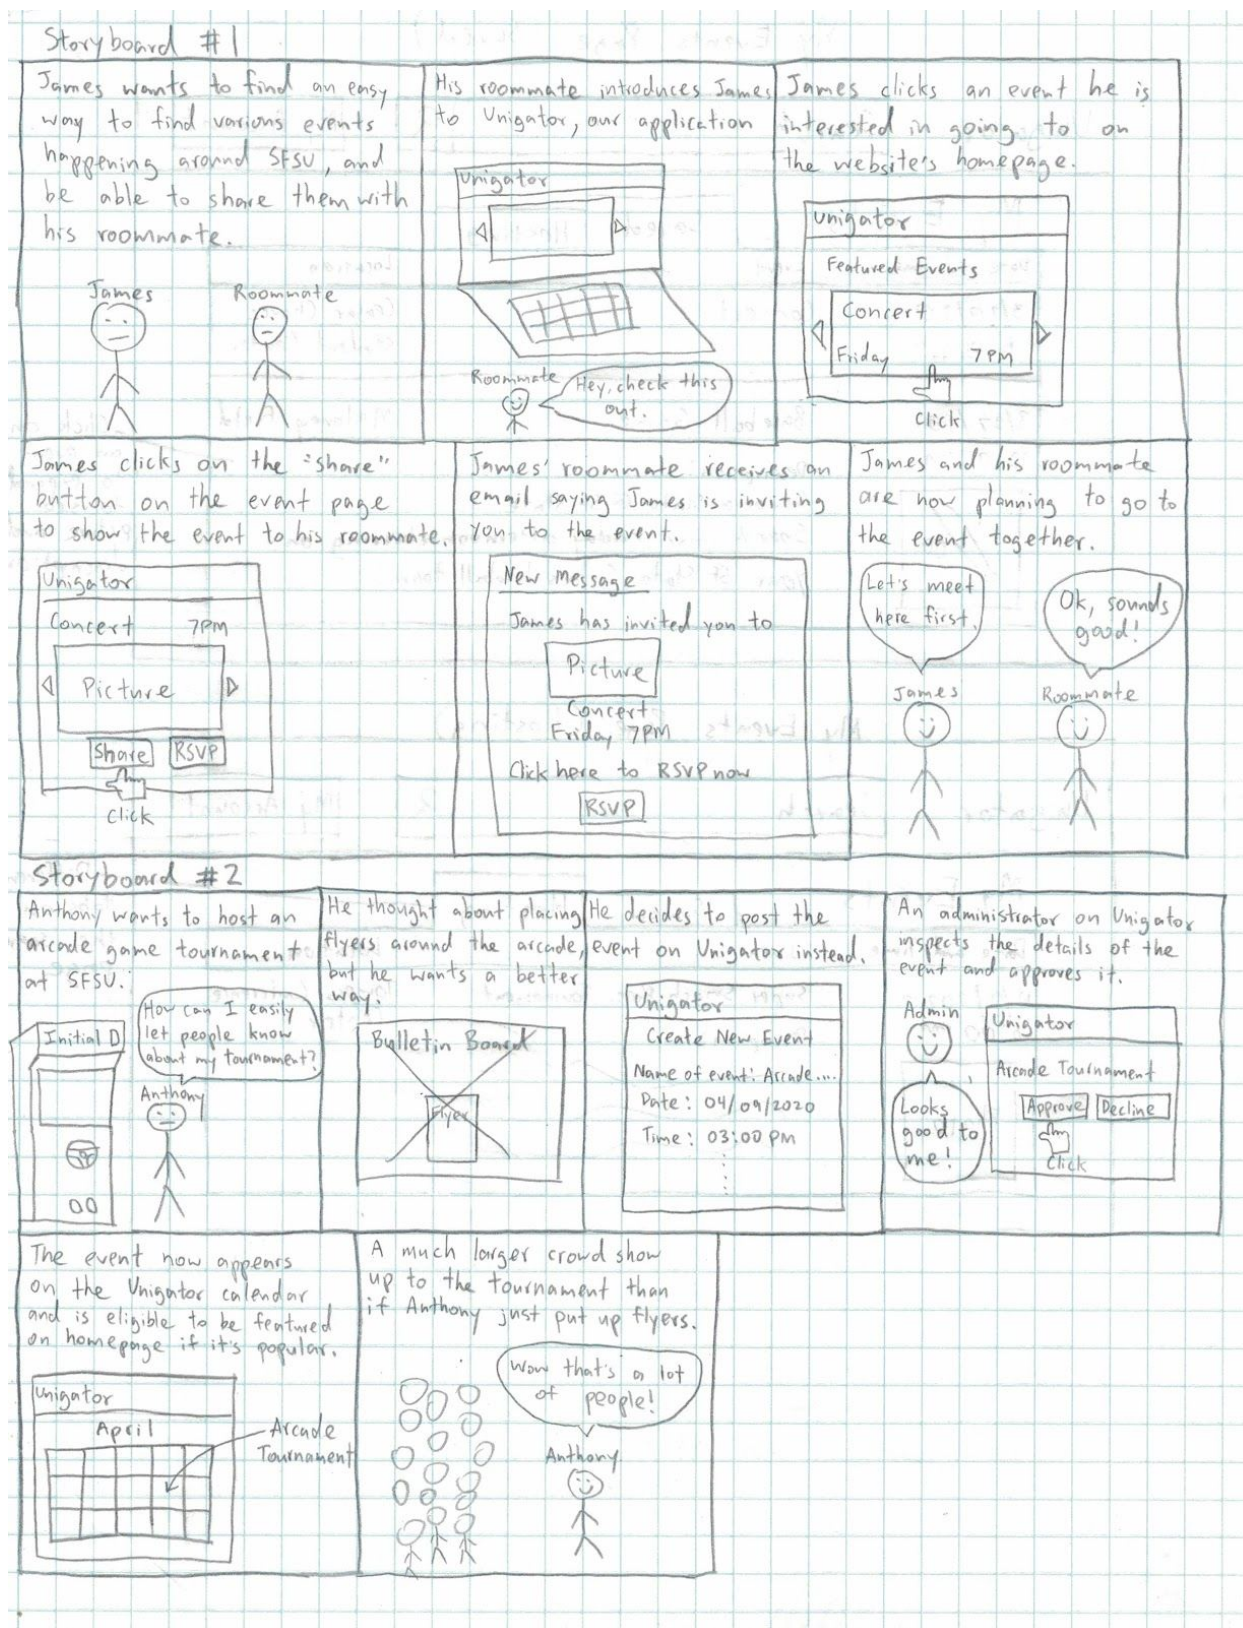 Storyboard #1
James wants to find an easy
way to find various events
happening around SFSU, and
be able to share them with
his roommate.
James
Roommate
His roommate introduces James
to Unigator, our application
Unigator
Roommate
Hey, check this
out.
James clicks an event he is
interested in going to on
the website's homepage.
Unigator
Featured Events
Concert
Friday 7PM
Click
James clicks on the "share"
button on the event page
to show the event to his roommate.
Unigator
Concert 7PM
Picture
Share RSVP
Click
James' roommate receives an
email saying James is inviting
you to the event.
New Message
James has invited you to
Picture
Concert
Friday 7PM
Click here to RSVP now
RSVP
James and his roommate
are now planning to go to
the event together.
Let's meet
here first.
Ok, sounds
good!
James
Roommate
Storyboard #2
Anthony wants to host an
arcade game tournament
at SFSU.
Initial D
How can I easily
let people know
about my tournament?
Anthony
He thought about placing
flyers around the arcade,
but he wants a better
way.
Bulletin Board
Flyer
He decides to post the
event on Unigator instead.
Unigator
Create New Event
Name of event: Arcade....
Date: 04/09/2020
Time: 03:00 PM
An administrator on Unigator
inspects the details of the
event and approves it.
Admin
Looks
good to
me!
Unigator
Arcade Tournament
Approve Decline
Click
The event now appears
on the Unigator calendar
and is eligible to be featured
on homepage if it's popular.
Unigator
April
Arcade
Tournament
A much larger crowd show
up to the tournament than
if Anthony just put up flyers.
Wow that's a lot
of people!
Anthony